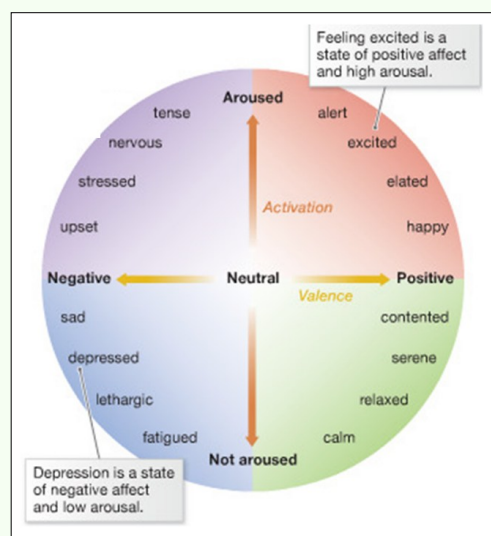 Feeling excited is a
state of positive affect
and high arousal.
Aroused
tense
alert
nervous
excited
stressed
elated
Activation
upset
happy
Negative
Neutral
Positive
Valence
sad
contented
depressed
serene
lethargic
relaxed
fatigued
calm
Not aroused
Depression is a state
of negative affect
and low arousal.